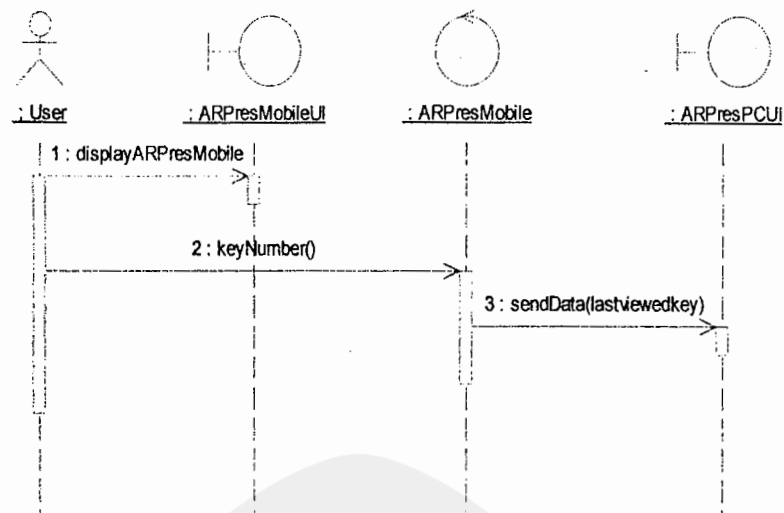 : User
: ARPresMobileUI
: ARPresMobile
: ARPresPCUI
1 : displayARPresMobile
2 : keyNumber()
3 : sendData(lastviewedkey)